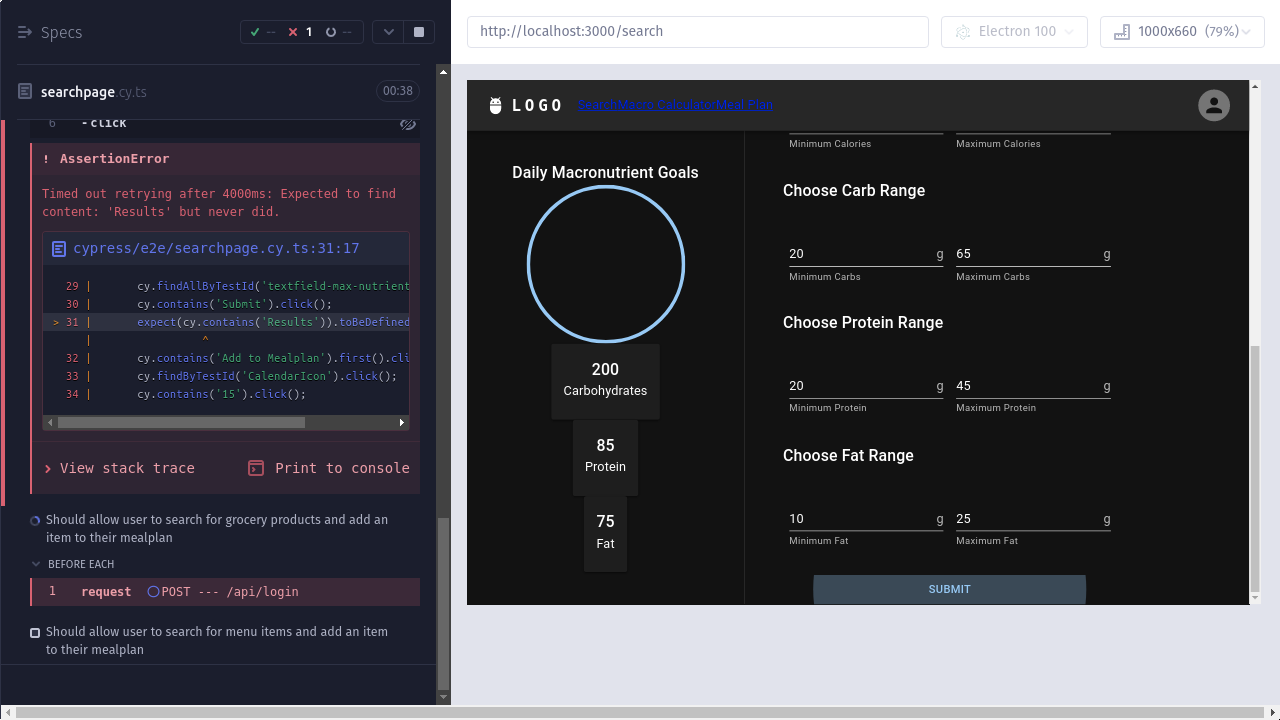 Specs
-- 1 --
searchpage.cy.ts 00:38
6 -click
! AssertionError
Timed out retrying after 4000ms: Expected to find
content: 'Results' but never did.
cypress/e2e/searchpage.cy.ts:31:17
29 | cy.findAllByTestId('textfield-max-nutrient
30 | cy.contains('Submit').click();
> 31 | expect(cy.contains('Results')).toBeDefined
| ^
32 | cy.contains('Add to Mealplan').first().cli
33 | cy.findByTestId('CalendarIcon').click();
34 | cy.contains('15').click();
View stack trace
Print to console
Should allow user to search for grocery products and add an
item to their mealplan
BEFORE EACH
1 request POST --- /api/login
Should allow user to search for menu items and add an item
to their mealplan
http://localhost:3000/search
Electron 100
1000x660 (79%)
LOGO
SearchMacro CalculatorMeal Plan
Daily Macronutrient Goals
200
Carbohydrates
85
Protein
75
Fat
Minimum Calories Maximum Calories
Choose Carb Range
20 g 65 g
Minimum Carbs Maximum Carbs
Choose Protein Range
20 g 45 g
Minimum Protein Maximum Protein
Choose Fat Range
10 g 25 g
Minimum Fat Maximum Fat
SUBMIT